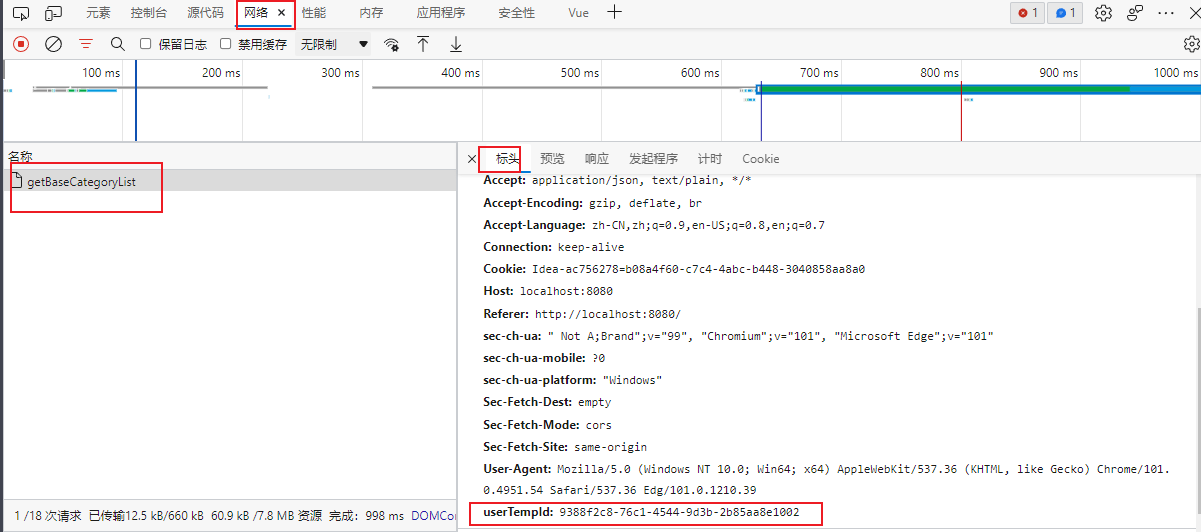 元素 控制台 源代码 网络 × 性能 内存 应用程序 安全性 Vue + 1 1 ··· ×
保留日志 禁用缓存 无限制
100 ms 200 ms 300 ms 400 ms 500 ms 600 ms 700 ms 800 ms 900 ms 1000 ms
名称
getBaseCategoryList
1 /18 次请求 已传输12.5 kB/660 kB 60.9 kB /7.8 MB 资源 完成：998 ms DOMCon
× 标头 预览 响应 发起程序 计时 Cookie
Accept: application/json, text/plain, */*
Accept-Encoding: gzip, deflate, br
Accept-Language: zh-CN,zh;q=0.9,en-US;q=0.8,en;q=0.7
Connection: keep-alive
Cookie: Idea-ac756278=b08a4f60-c7c4-4abc-b448-3040858aa8a0
Host: localhost:8080
Referer: http://localhost:8080/
sec-ch-ua: " Not A;Brand";v="99", "Chromium";v="101", "Microsoft Edge";v="101"
sec-ch-ua-mobile: ?0
sec-ch-ua-platform: "Windows"
Sec-Fetch-Dest: empty
Sec-Fetch-Mode: cors
Sec-Fetch-Site: same-origin
User-Agent: Mozilla/5.0 (Windows NT 10.0; Win64; x64) AppleWebKit/537.36 (KHTML, like Gecko) Chrome/101.
0.4951.54 Safari/537.36 Edg/101.0.1210.39
userTempId: 9388f2c8-76c1-4544-9d3b-2b85aa8e1002